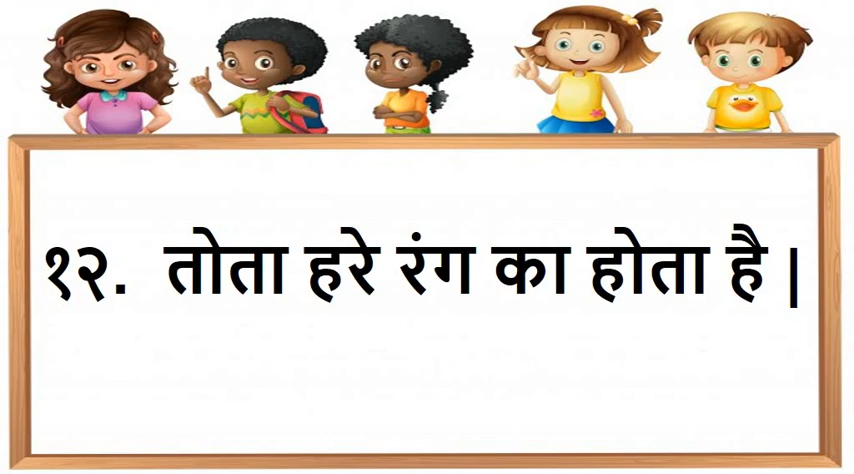 १२. तोता हरे रंग का होता है |